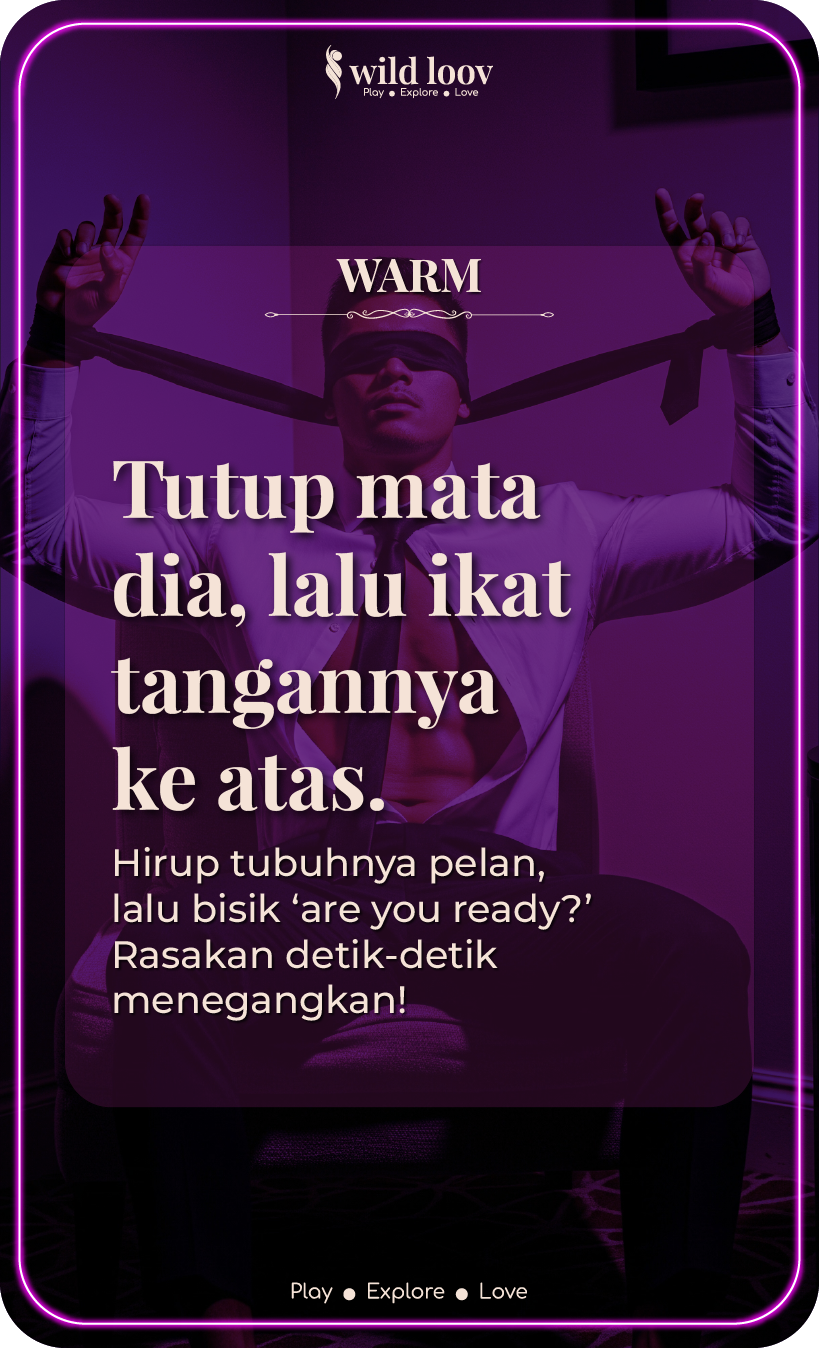 wild loov
Play • Explore • Love
WARM
Tutup mata
dia, lalu ikat
tangannya
ke atas.
Hirup tubuhnya pelan,
lalu bisik ‘are you ready?’
Rasakan detik-detik
menegangkan!
Play • Explore • Love